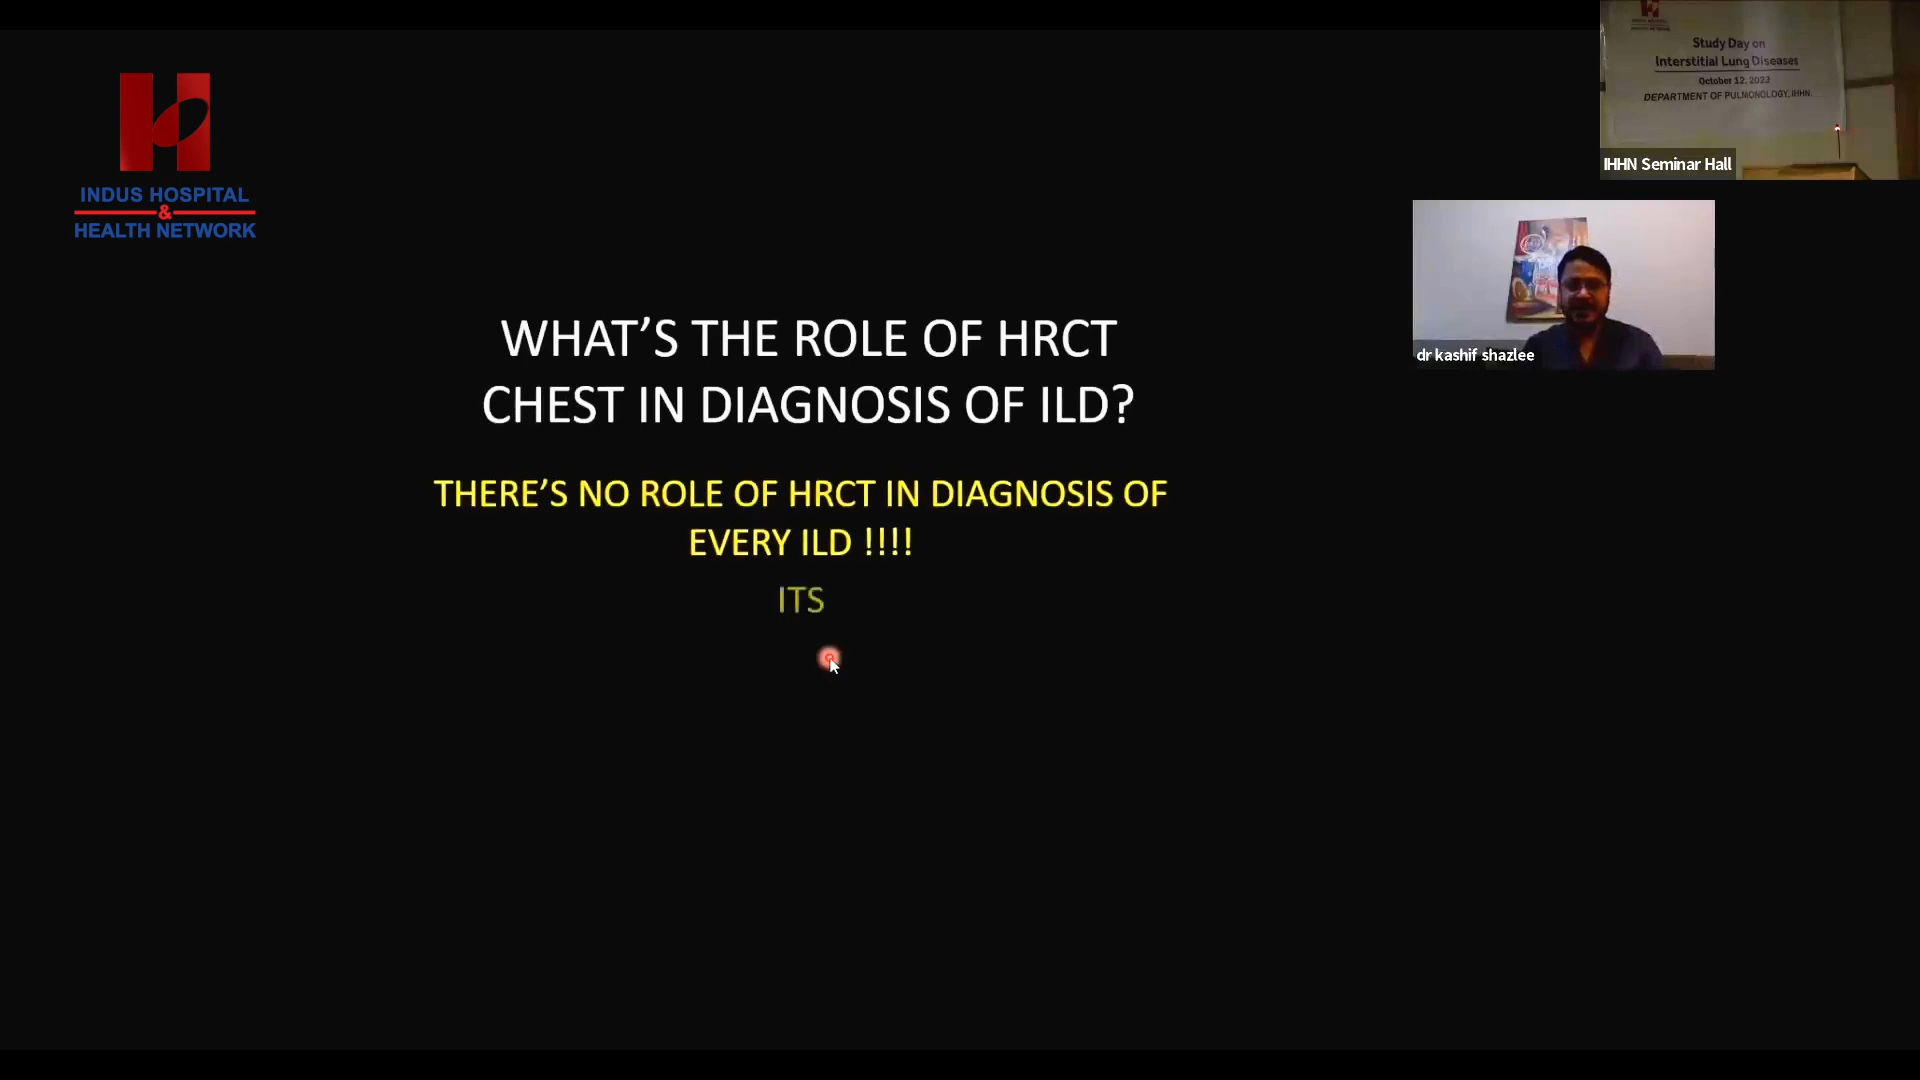 INDUS HOSPITAL
&
HEALTH NETWORK
WHAT’S THE ROLE OF HRCT
CHEST IN DIAGNOSIS OF ILD?
THERE’S NO ROLE OF HRCT IN DIAGNOSIS OF
EVERY ILD !!!!
ITS
Study Day on
Interstitial Lung Diseases
October 12, 2023
DEPARTMENT OF PULMONOLOGY, IHHN.
IHHN Seminar Hall
dr kashif shazlee